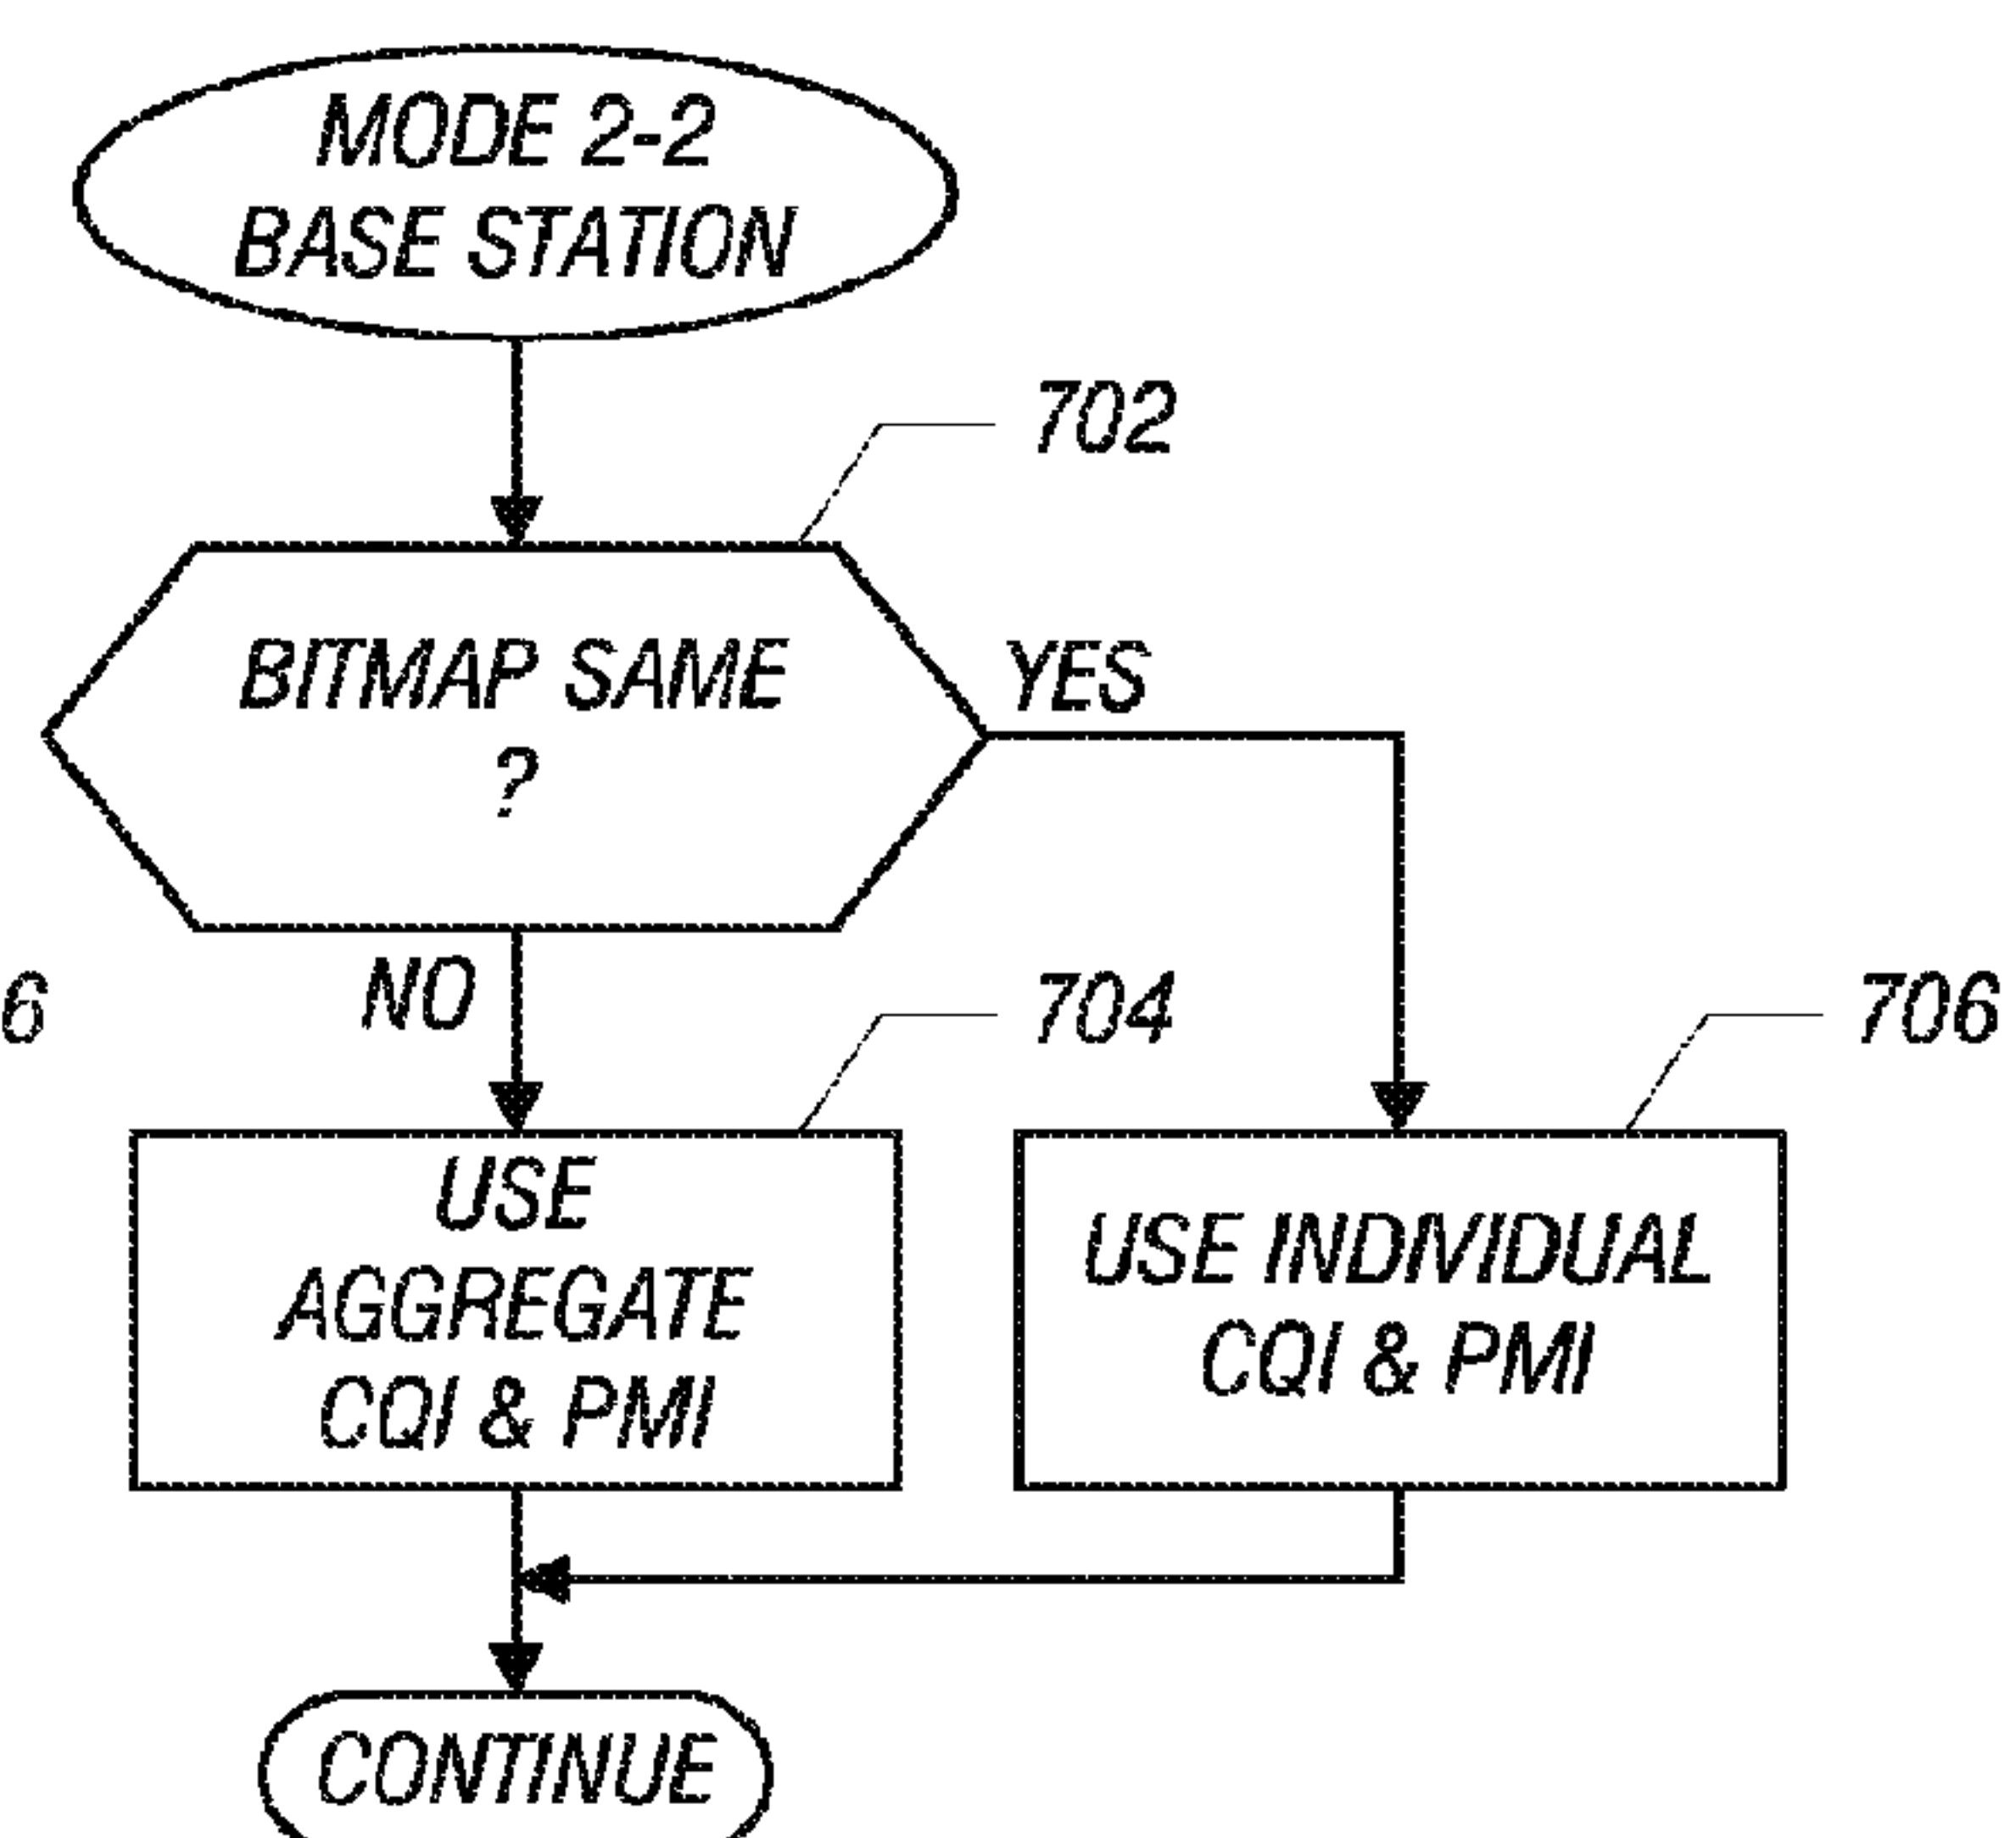 MODE 2-2
BASE STATION
702
BITMAP SAME
?
YES
NO
6
704
706
USE
AGGREGATE
CQI & PMI
USE INDIVIDUAL
CQI & PMI
CONTINUE